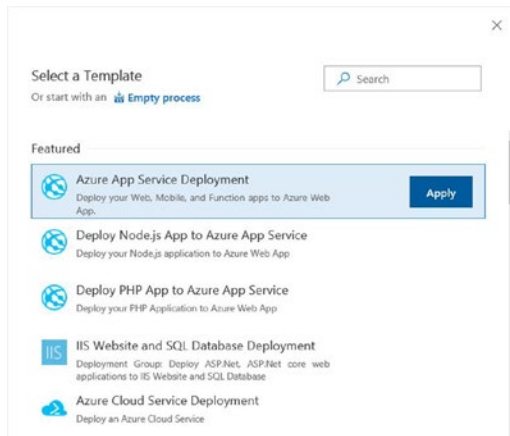 Select a Template
Search
Or start with an Empty process
Featured
Azure App Service Deployment
Deploy your Web, Mobile, and Function apps to Azure Web
App.
Apply
Deploy Node.js App to Azure App Service
Deploy your Node.js application to Azure Web App
Deploy PHP App to Azure App Service
Deploy your PHP Application to Azure Web App
IIS
IIS Website and SQL Database Deployment
Deployment Group: Deploy ASP.Net, ASP.Net core web
applications to IIS Website and SQL Database
Azure Cloud Service Deployment
Deploy an Azure Cloud Service